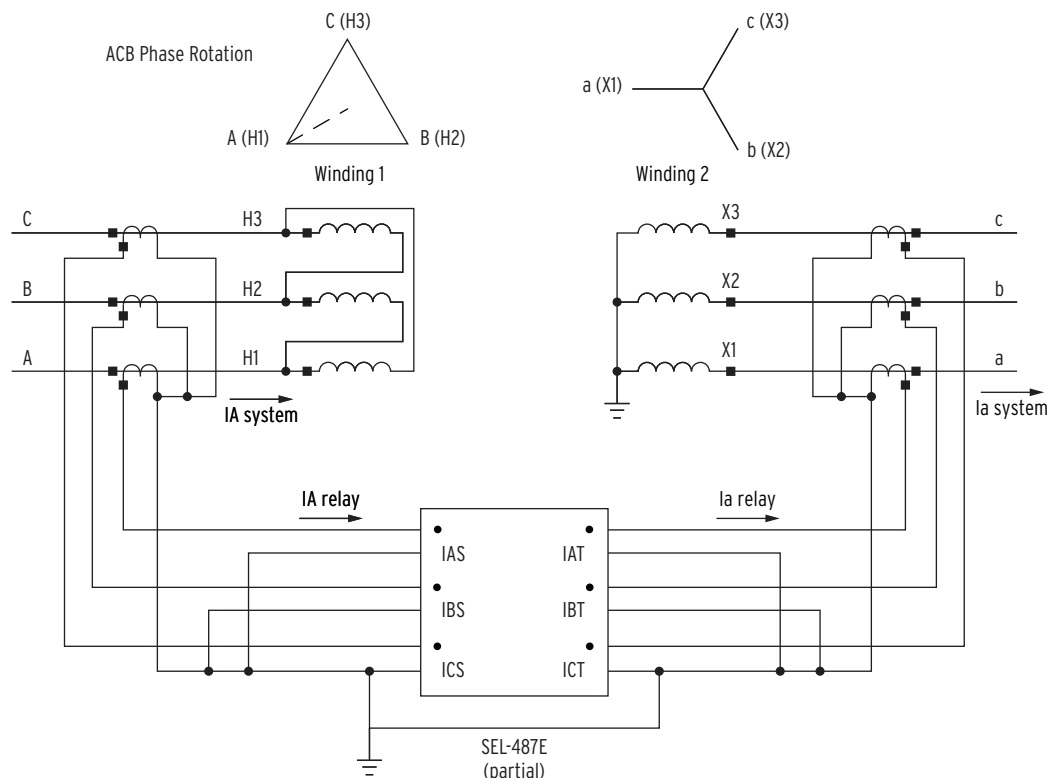 C (H3)
c (X3)
ACB Phase Rotation
a (X1)
A (H1)
B (H2)
b (X2)
Winding 1
Winding 2
C
H3
X3
c
B
H2
X2
b
A
H1
X1
a
IA system
Ia system
IA relay
Ia relay
IAS
IAT
IBS
IBT
ICS
ICT
SEL-487E
(partial)